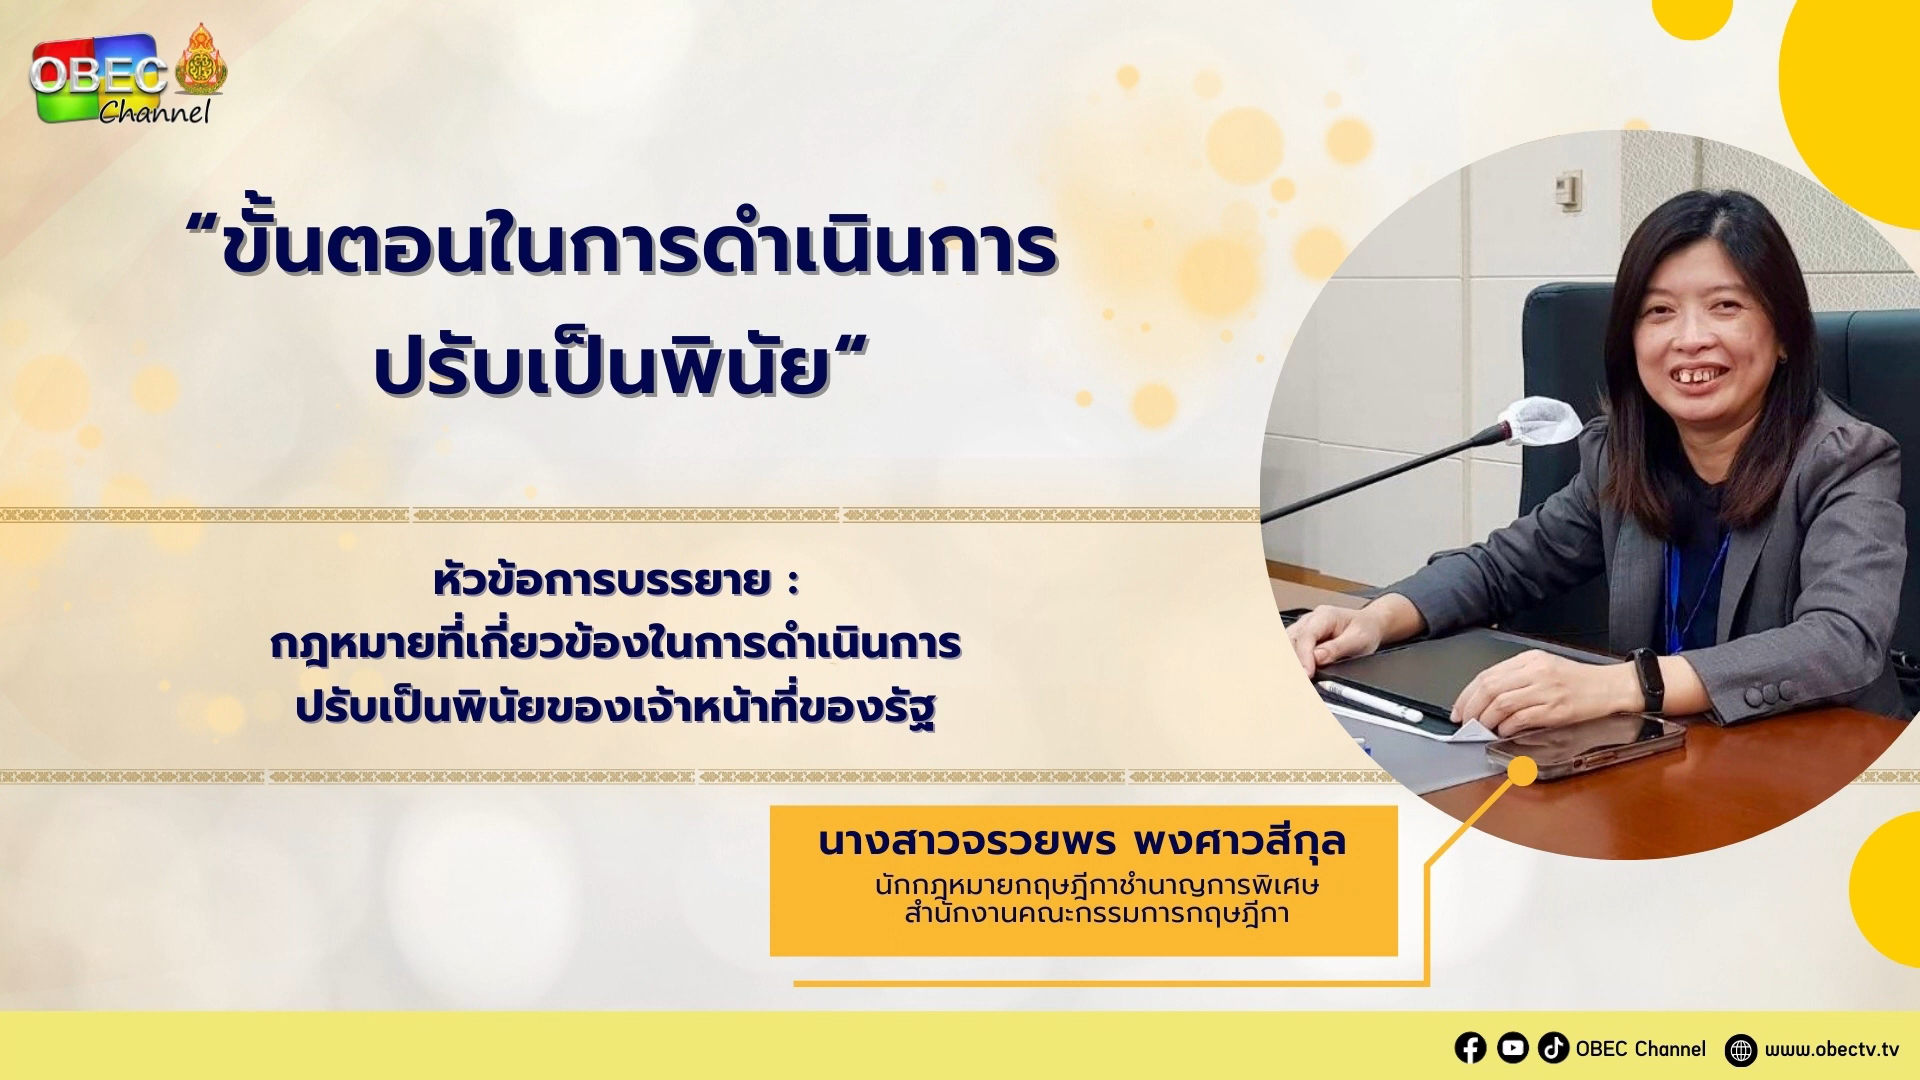 OBEC
Channel
“ขั้นตอนในการดำเนินการ
ปรับเป็นพินัย“
หัวข้อการบรรยาย :
กฎหมายที่เกี่ยวข้องในการดำเนินการ
ปรับเป็นพินัยของเจ้าหน้าที่ของรัฐ
นางสาวจรวยพร พงศาวสีกุล
นักกฎหมายกฤษฎีกาชำนาญการพิเศษ
สำนักงานคณะกรรมการกฤษฎีกา
OBEC Channel www.obectv.tv